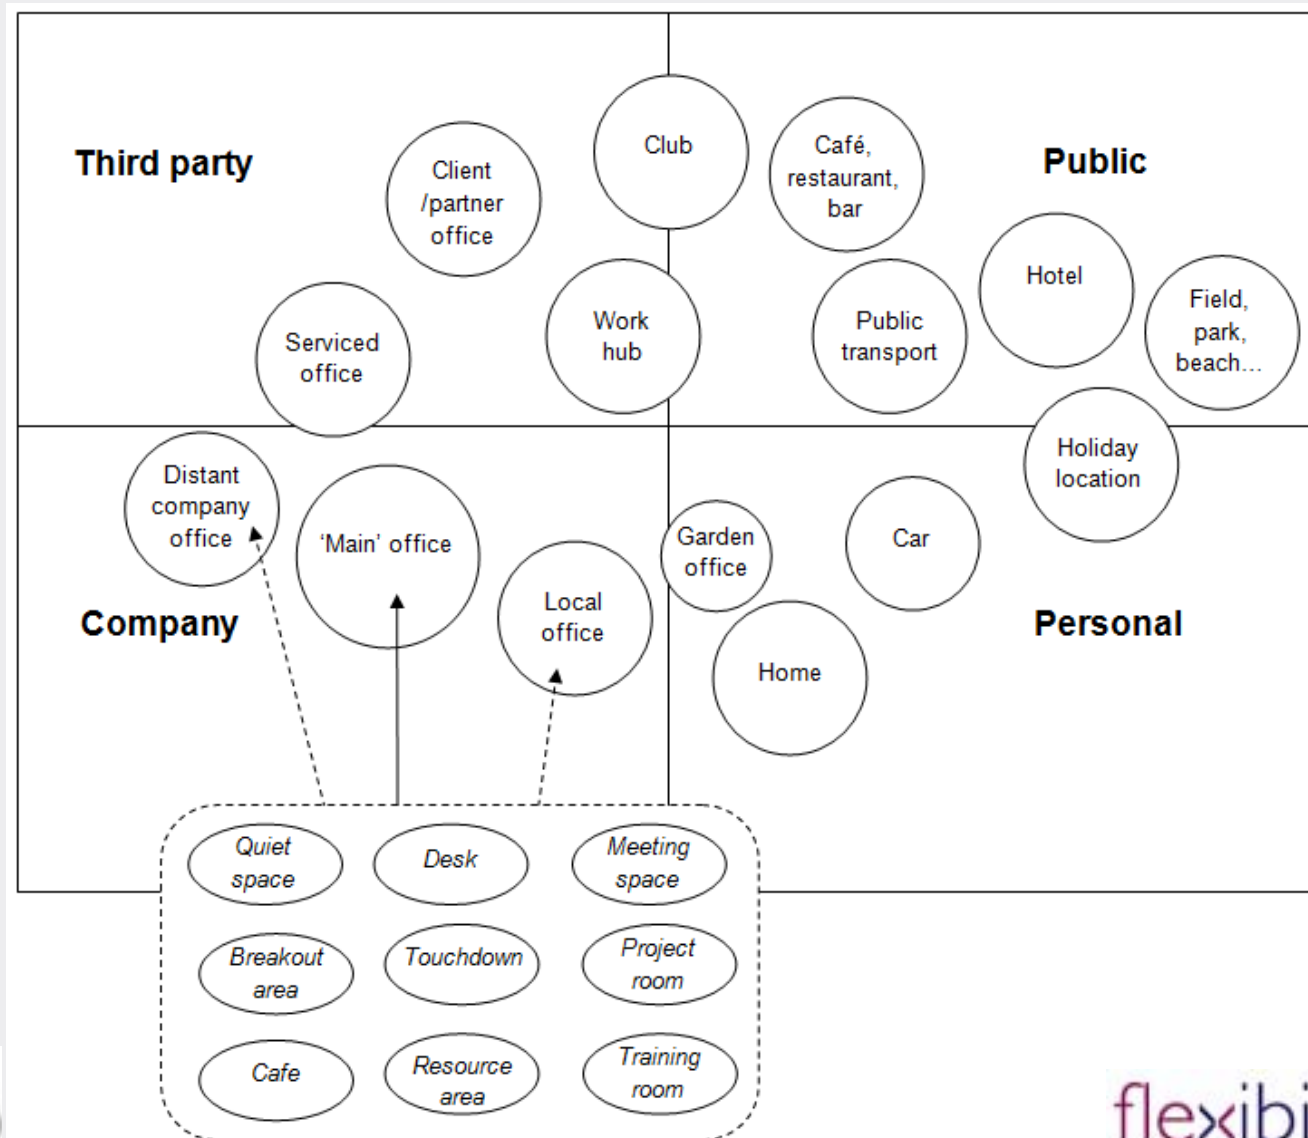 Third party
Client
/partner
office
Club
Café,
restaurant,
bar
Public
Serviced
office
Work
hub
Public
transport
Hotel
Field,
park,
beach...
Distant
company
office
'Main' office
Local
office
Company
Garden
office
Car
Holiday
location
Home
Personal
Quiet
space
Desk
Meeting
space
Breakout
area
Touchdown
Project
room
Cafe
Resource
area
Training
room
flexibi